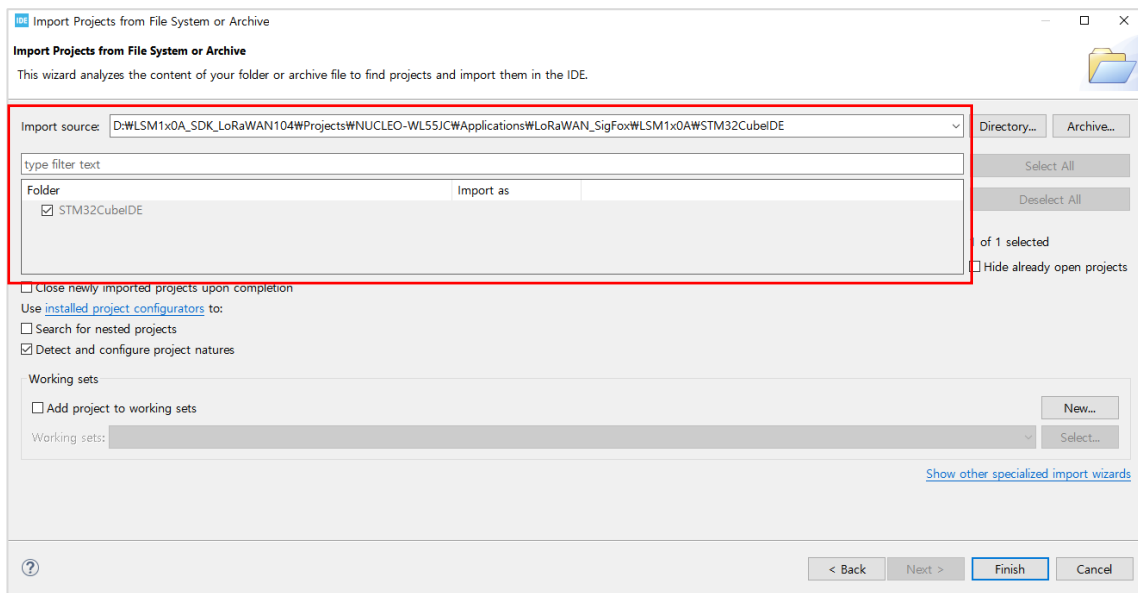 IDE Import Projects from File System or Archive
Import Projects from File System or Archive
This wizard analyzes the content of your folder or archive file to find projects and import them in the IDE.
Import source: D:₩LSM1x0A_SDK_LoRaWAN104₩Projects₩NUCLEO-WL55JC₩Applications₩LoRaWAN_SigFox₩LSM1x0A₩STM32CubeIDE Directory... Archive...
type filter text Select All
Folder Import as
STM32CubeIDE Deselect All
of 1 selected
Hide already open projects
Close newly imported projects upon completion
Use installed project configurators to:
Search for nested projects
Detect and configure project natures
Working sets
Add project to working sets New...
Working sets: Select...
Show other specialized import wizards
? < Back Next > Finish Cancel